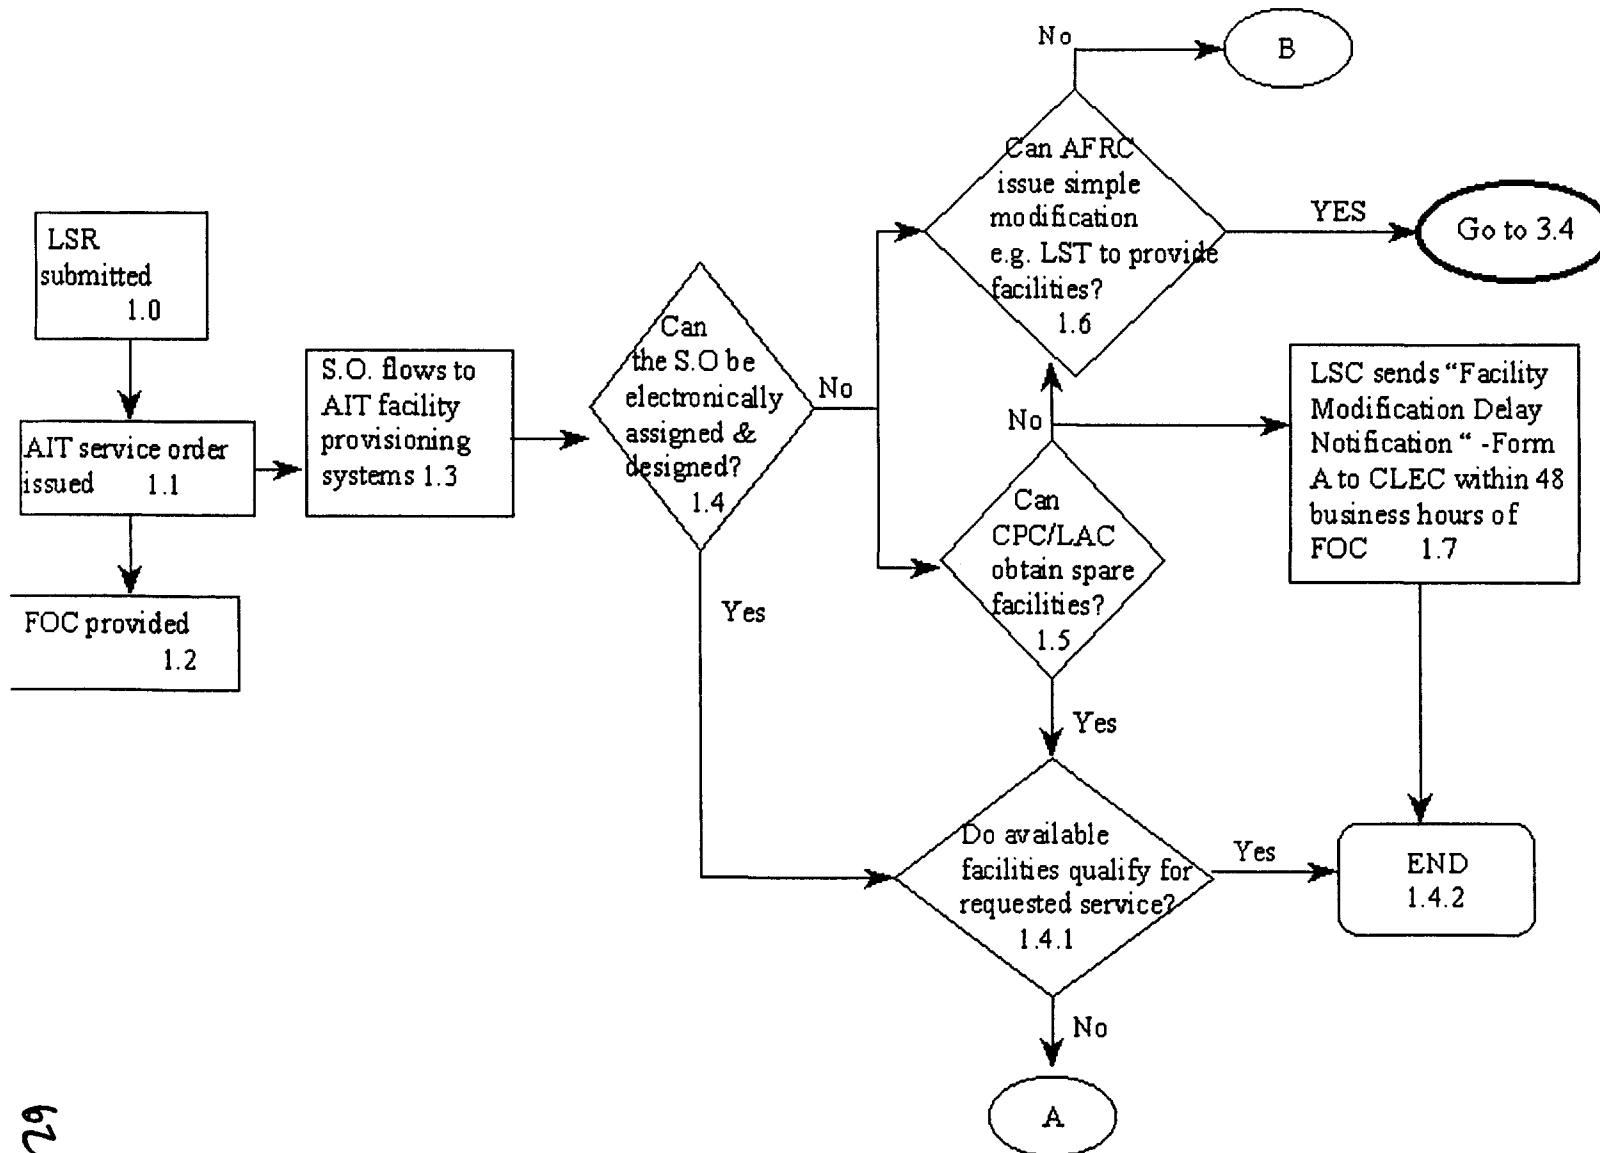 No
B
Can AFRC
issue simple
modification
e.g. LST to provide
facilities?
1.6
YES
Go to 3.4
LSR
submitted
1.0
AIT service order
issued 1.1
FOC provided
1.2
S.O. flows to
AIT facility
provisioning
systems 1.3
Can
the S.O be
electronically
assigned &
designed?
1.4
No
Yes
No
Can
CPC/LAC
obtain spare
facilities?
1.5
Yes
LSC sends “Facility
Modification Delay
Notification “ -Form
A to CLEC within 48
business hours of
FOC 1.7
Do available
facilities qualify for
requested service?
1.4.1
Yes
END
1.4.2
No
A
29